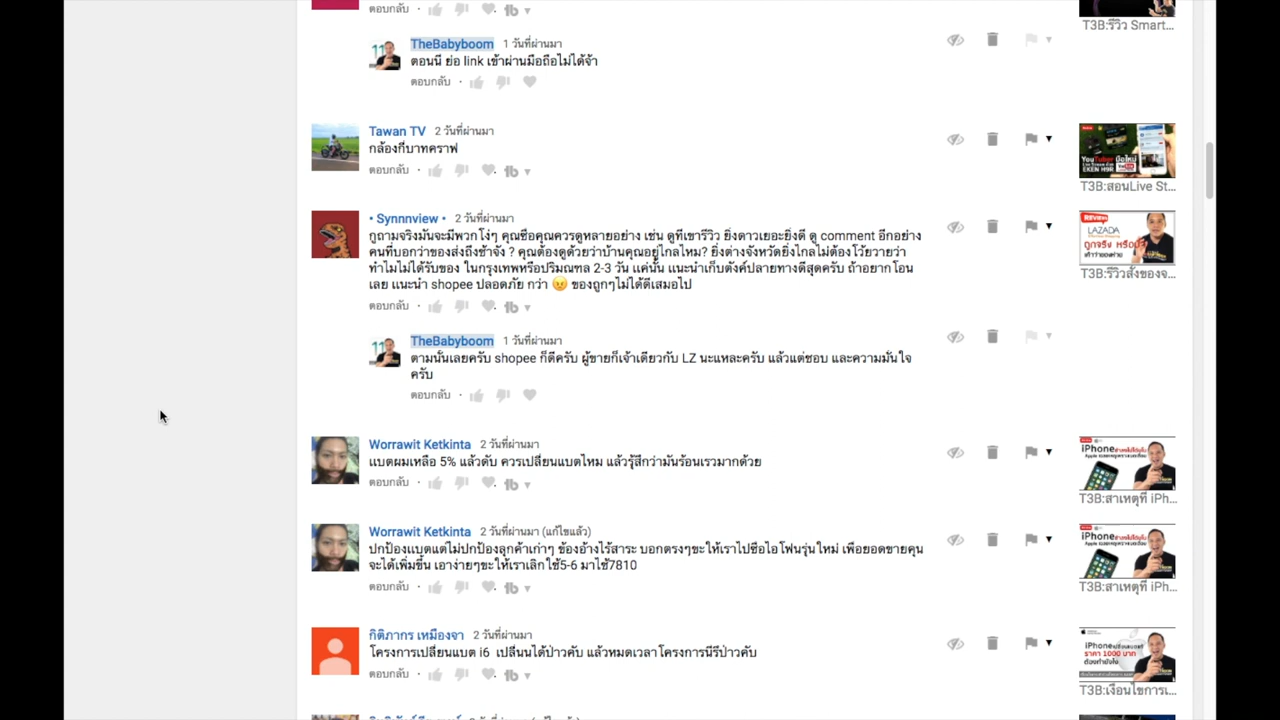 ตอบกลับ ·
T3B:รีวิว Smart...
TheBabyboom 1 วันที่ผ่านมา
ตอนนี้ ย่อ link เข้าผ่านมือถือไม่ได้จ้า
ตอบกลับ ·
Tawan TV 2 วันที่ผ่านมา
กล้องกี่บาทคราฟ
ตอบกลับ ·
YouTuber มือใหม่
T3B:สอนLive St...
• Synnnview • 2 วันที่ผ่านมา
กูถามจริงมันจะมีพวกโง่ๆ คุณซื้อคุณควรดูหลายอย่าง เช่น ดูที่เขารีวิว ยิ่งดาวเยอะยิ่งดี ดู comment อีกอย่าง
คนที่บอกว่าของส่งถึงช้าจัง ? คุณต้องดูด้วยว่าบ้านคุณอยู่ไกลไหม? ยิ่งต่างจังหวัดยิ่งไกลไม่ต้องโว้ยวายว่า
ทำไมไม่ได้รับของ ในกรุงเทพหรือปริมณฑล 2-3 วัน แค่นั้น แนะนำเก็บตังค์ปลายทางดีสุดครับ ถ้าอยากโอน
เลย แนะนำ shopee ปลอดภัย กว่า 😠 ของถูกๆไม่ได้ดีเสมอไป
ตอบกลับ ·
REVIEW
LAZADA
ถูกจริง หรือ
T3B:รีวิวสั่งของจ...
TheBabyboom 1 วันที่ผ่านมา
ตามนั้นเลยครับ shopee ก็ดีครับ ผู้ขายก็เจ้าเดียวกับ LZ นะแหละครับ แล้วแต่ชอบ และความมั่นใจ
ครับ
ตอบกลับ ·
Worrawit Ketkinta 2 วันที่ผ่านมา
แบตผมเหลือ 5% แล้วดับ ควรเปลี่ยนแบตไหม แล้วรู้สึกว่ามันร้อนเรวมากด้วย
ตอบกลับ ·
iPhone
T3B:สาเหตุที่ iPh...
Worrawit Ketkinta 2 วันที่ผ่านมา (แก้ไขแล้ว)
ปกป้องแบตแต่ไม่ปกป้องลูกค้าเก่าๆ ข้ออ้างไร้สาระ บอกตรงๆขะให้เราไปซื้อไอโฟนรุ่นใหม่ เพื่อยอดขายคุน
จะได้เพิ่มขึ้น เอาง่ายๆขะให้เราเลิกใช้5-6 มาใช้7810
ตอบกลับ ·
iPhone
T3B:สาเหตุที่ iPh...
กิติภากร เหมืองจา 2 วันที่ผ่านมา
โครงการเปลี่ยนแบต i6 เปลี่นนได้ป่าวคับ แล้วหมดเวลาโครงการนี้รึป่าวคับ
ตอบกลับ ·
iPhone
ราคา 1000 บาท
ต้องทำยังไง
T3B:เงื่อนไขการเ...